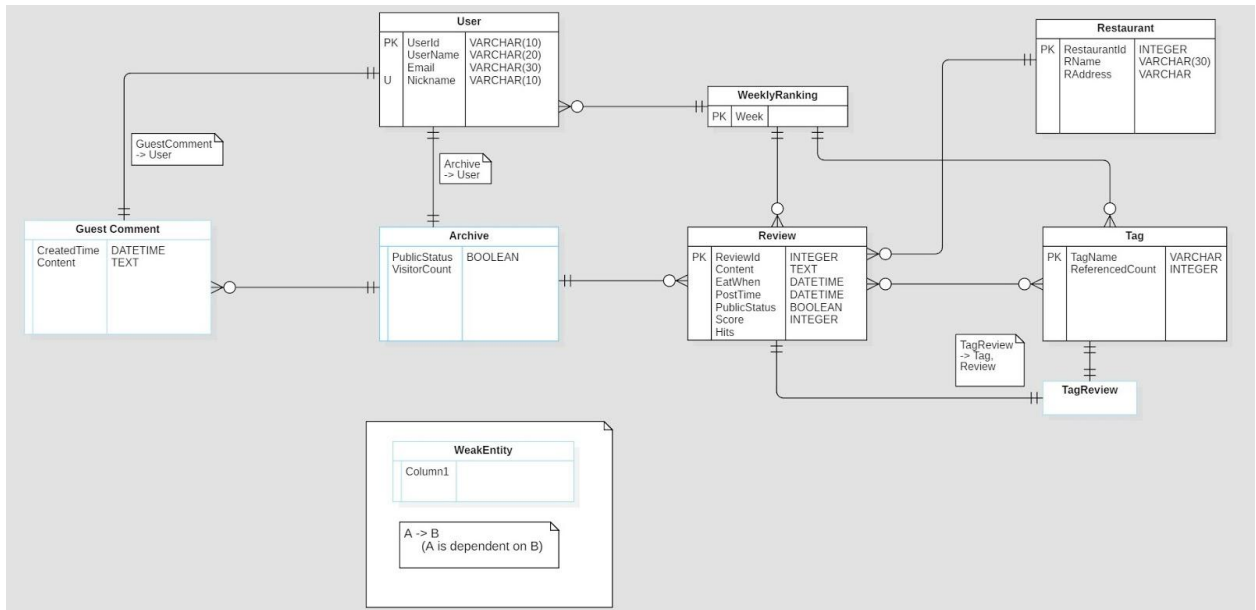 User
PK UserId VARCHAR(10)
UserName VARCHAR(20)
Email VARCHAR(30)
U Nickname VARCHAR(10)
Restaurant
PK RestaurantId INTEGER
RName VARCHAR(30)
RAddress VARCHAR
WeeklyRanking
PK Week
GuestComment
-> User
Archive
-> User
Guest Comment
CreatedTime DATETIME
Content TEXT
Archive
PublicStatus BOOLEAN
VisitorCount
Review
PK ReviewId INTEGER
Content TEXT
EatWhen DATETIME
PostTime DATETIME
PublicStatus BOOLEAN
Score INTEGER
Hits
Tag
PK TagName VARCHAR
ReferencedCount INTEGER
TagReview
-> Tag,
Review
TagReview
WeakEntity
Column1
A -> B
(A is dependent on B)